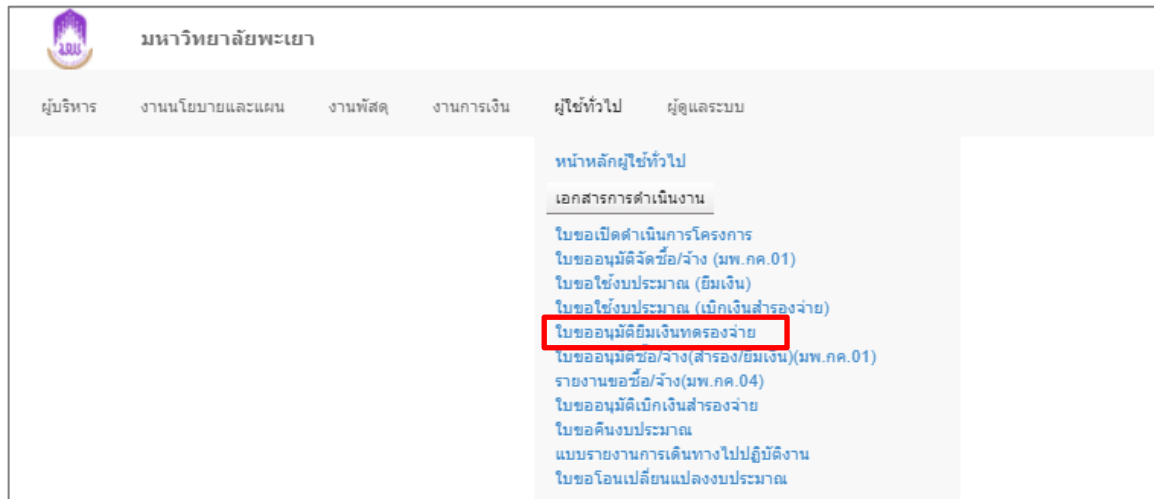 ม.พย.
มหาวิทยาลัยพะเยา
ผู้บริหาร งานนโยบายและแผน งานพัสดุ งานการเงิน ผู้ใช้ทั่วไป ผู้ดูแลระบบ
หน้าหลักผู้ใช้ทั่วไป
เอกสารการดำเนินงาน
ใบขอเปิดดำเนินการโครงการ
ใบขออนุมัติจัดซื้อ/จ้าง (มพ.กค.01)
ใบขอใช้งบประมาณ (ยืมเงิน)
ใบขอใช้งบประมาณ (เบิกเงินสำรองจ่าย)
ใบขออนุมัติยืมเงินทดรองจ่าย
ใบขออนุมัติซื้อ/จ้าง(สำรอง/ยืมเงิน)(มพ.กค.01)
รายงานขอซื้อ/จ้าง(มพ.กค.04)
ใบขออนุมัติเบิกเงินสำรองจ่าย
ใบขอคืนงบประมาณ
แบบรายงานการเดินทางไปปฏิบัติงาน
ใบขอโอนเปลี่ยนแปลงงบประมาณ